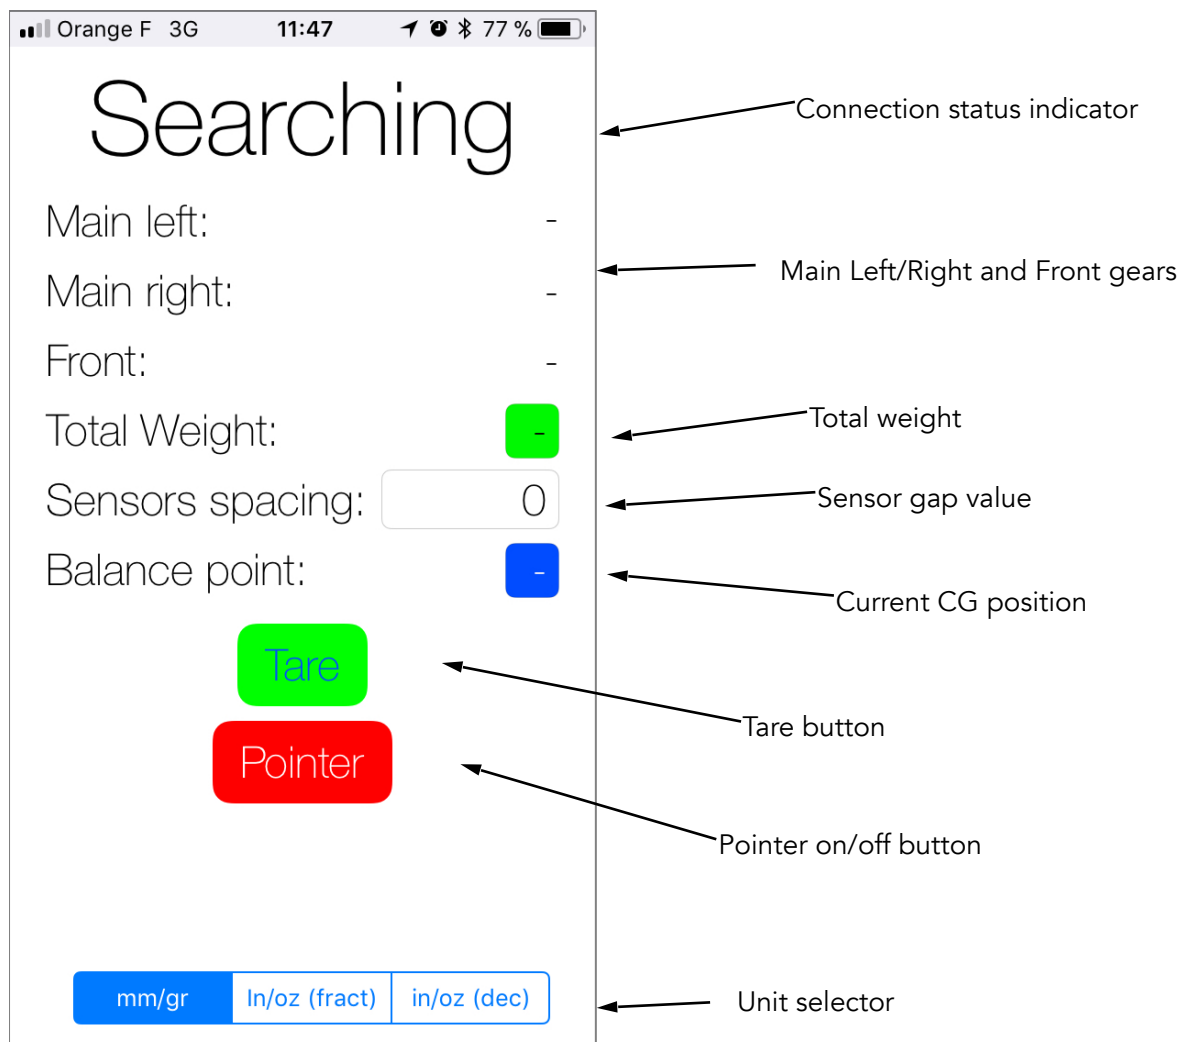 Orange F 3G 11:47 77 %
Searching
Connection status indicator
Main left: -
Main right: -
Main Left/Right and Front gears
Front: -
Total Weight: -
Total weight
Sensors spacing: 0
Sensor gap value
Balance point: -
Current CG position
Tare
Tare button
Pointer
Pointer on/off button
mm/gr In/oz (fract) in/oz (dec)
Unit selector